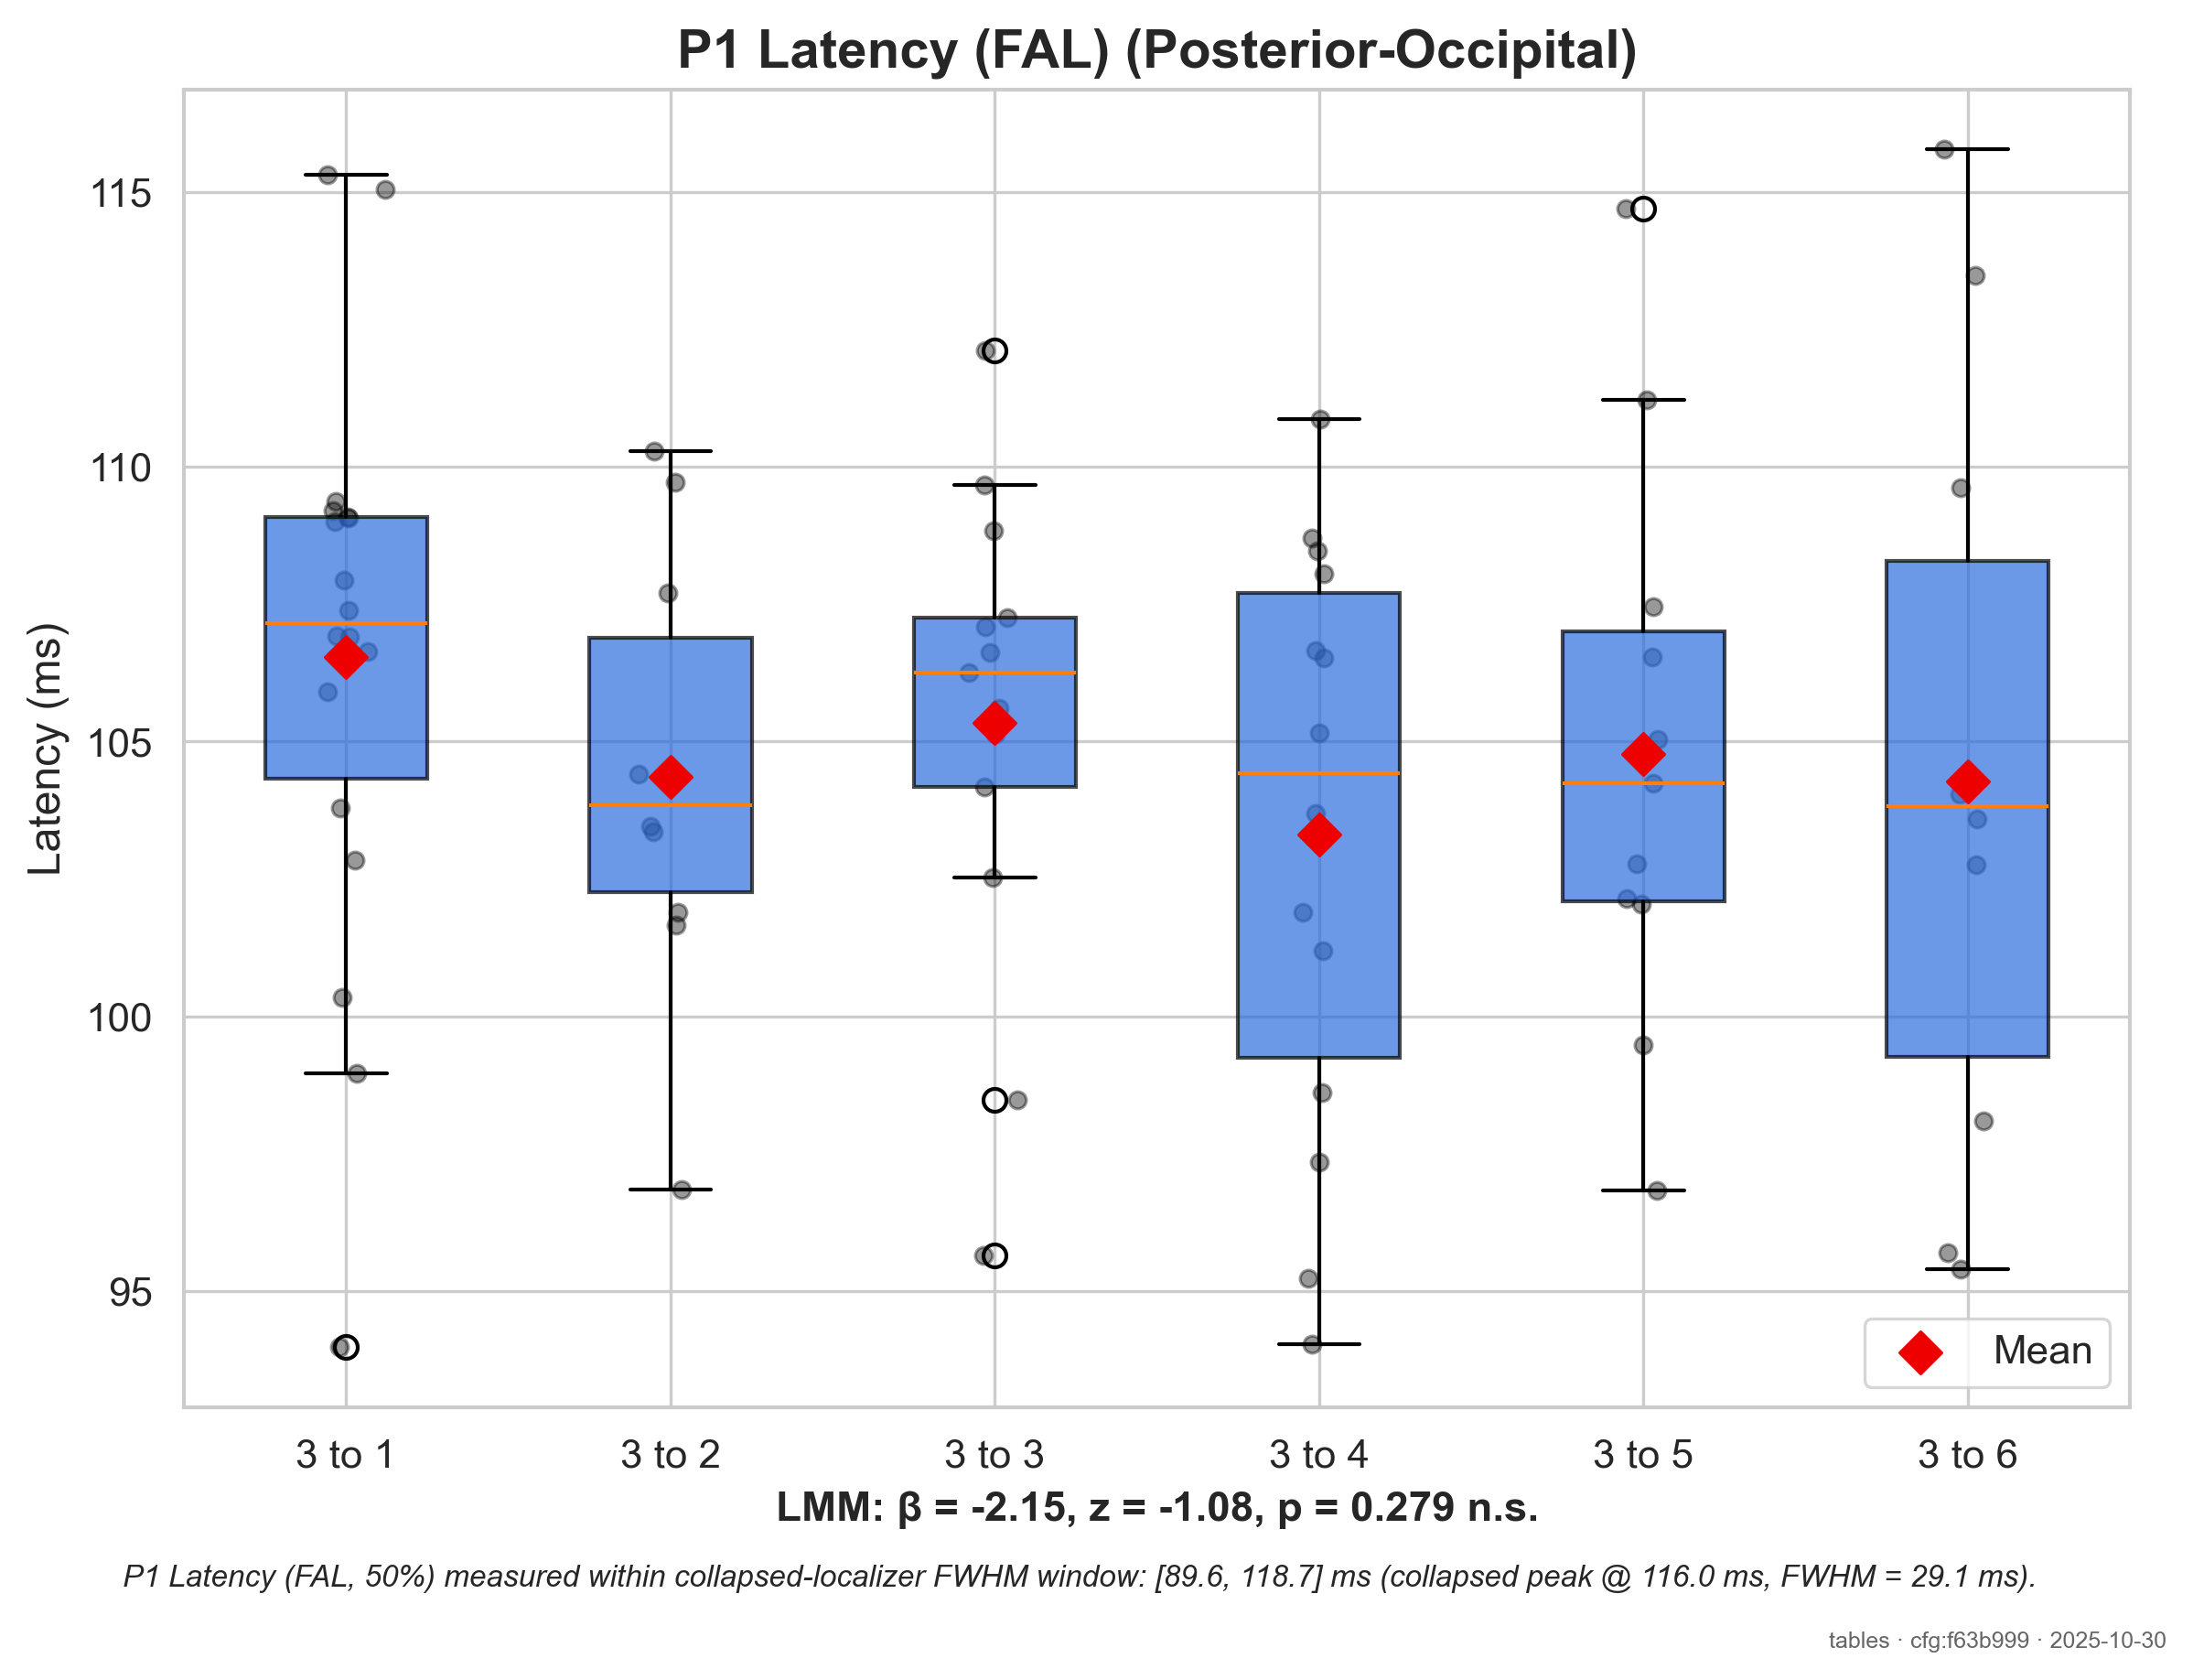 P1 Latency (FAL) (Posterior-Occipital)
Latency (ms)
115
110
105
100
95
Mean
3 to 1 3 to 2 3 to 3 3 to 4 3 to 5 3 to 6
LMM: β = -2.15, z = -1.08, p = 0.279 n.s.
P1 Latency (FAL, 50%) measured within collapsed-localizer FWHM window: [89.6, 118.7] ms (collapsed peak @ 116.0 ms, FWHM = 29.1 ms).
tables · cfg:f63b999 · 2025-10-30